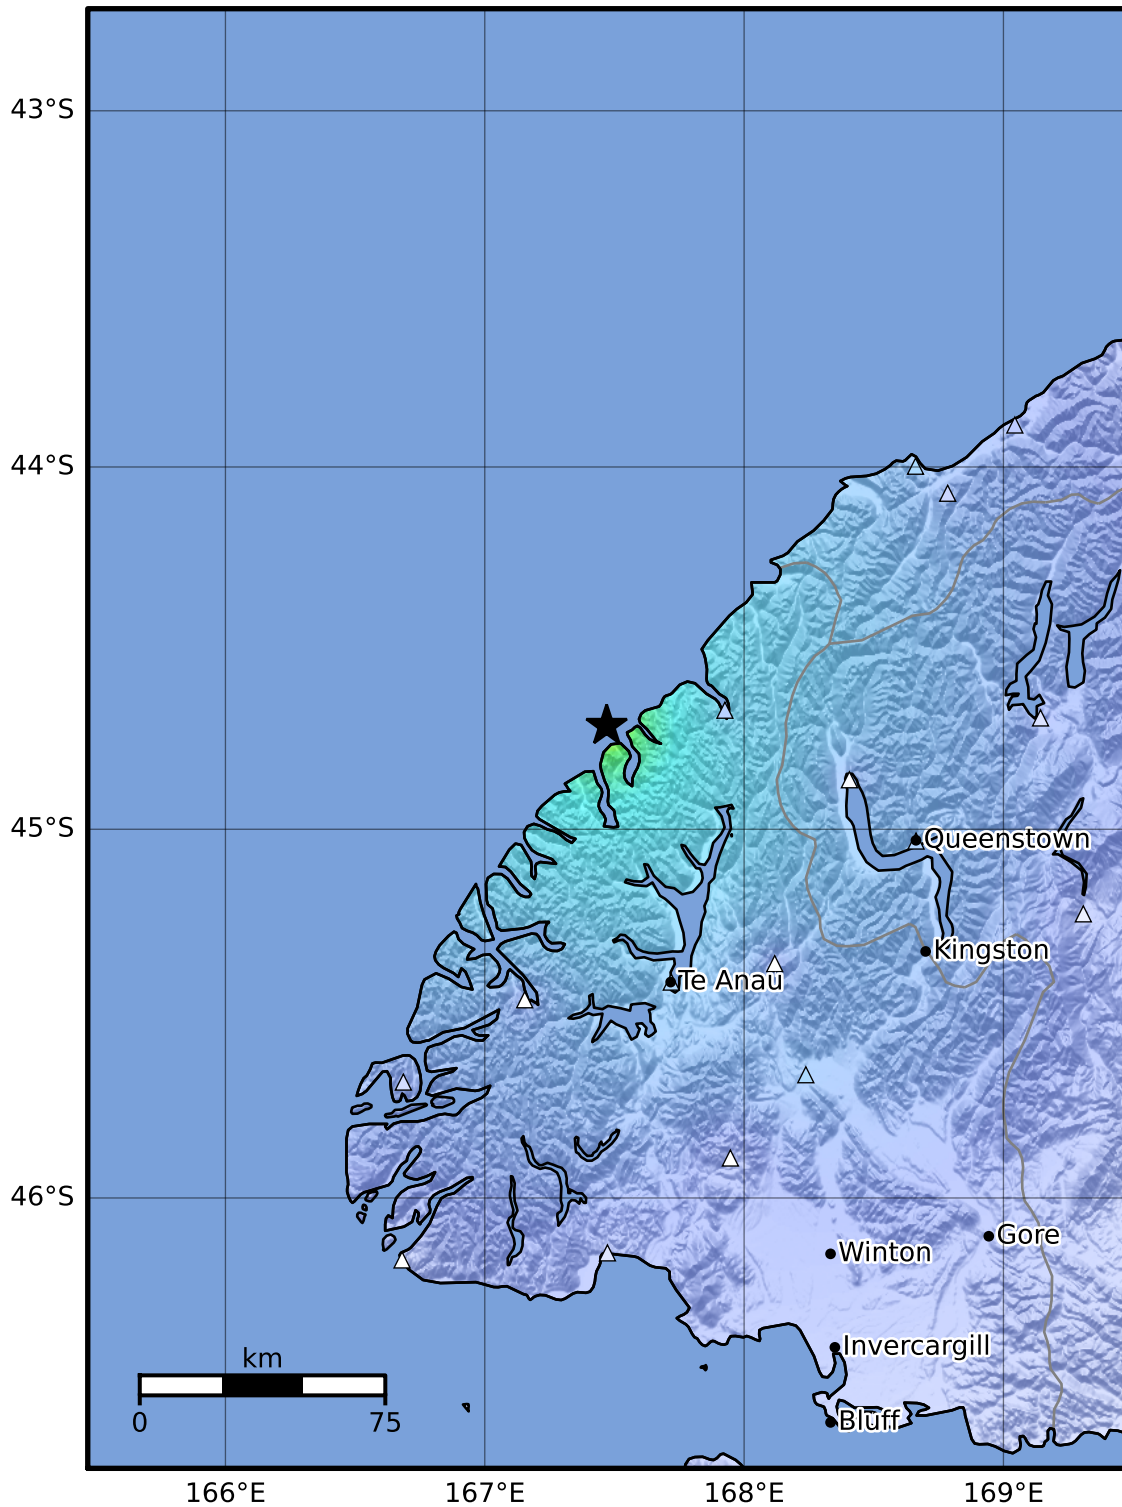 43°S
44°S
45°S
Queenstown
Kingston
Te Anau
46°S
Gore
Winton
Invercargill
km
0 75
Bluff
166°E 167°E 168°E 169°E